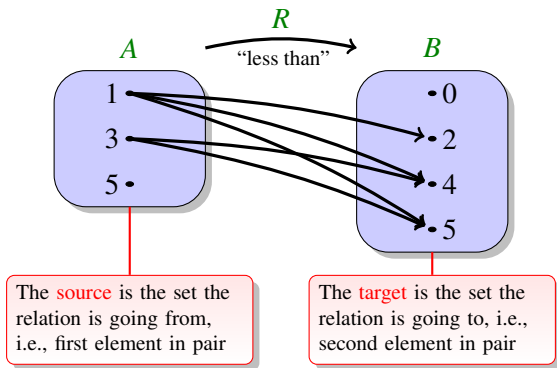 R
A
B
“less than”
1
3
5
0
2
4
5
The source is the set the
relation is going from,
i.e., first element in pair
The target is the set the
relation is going to, i.e.,
second element in pair